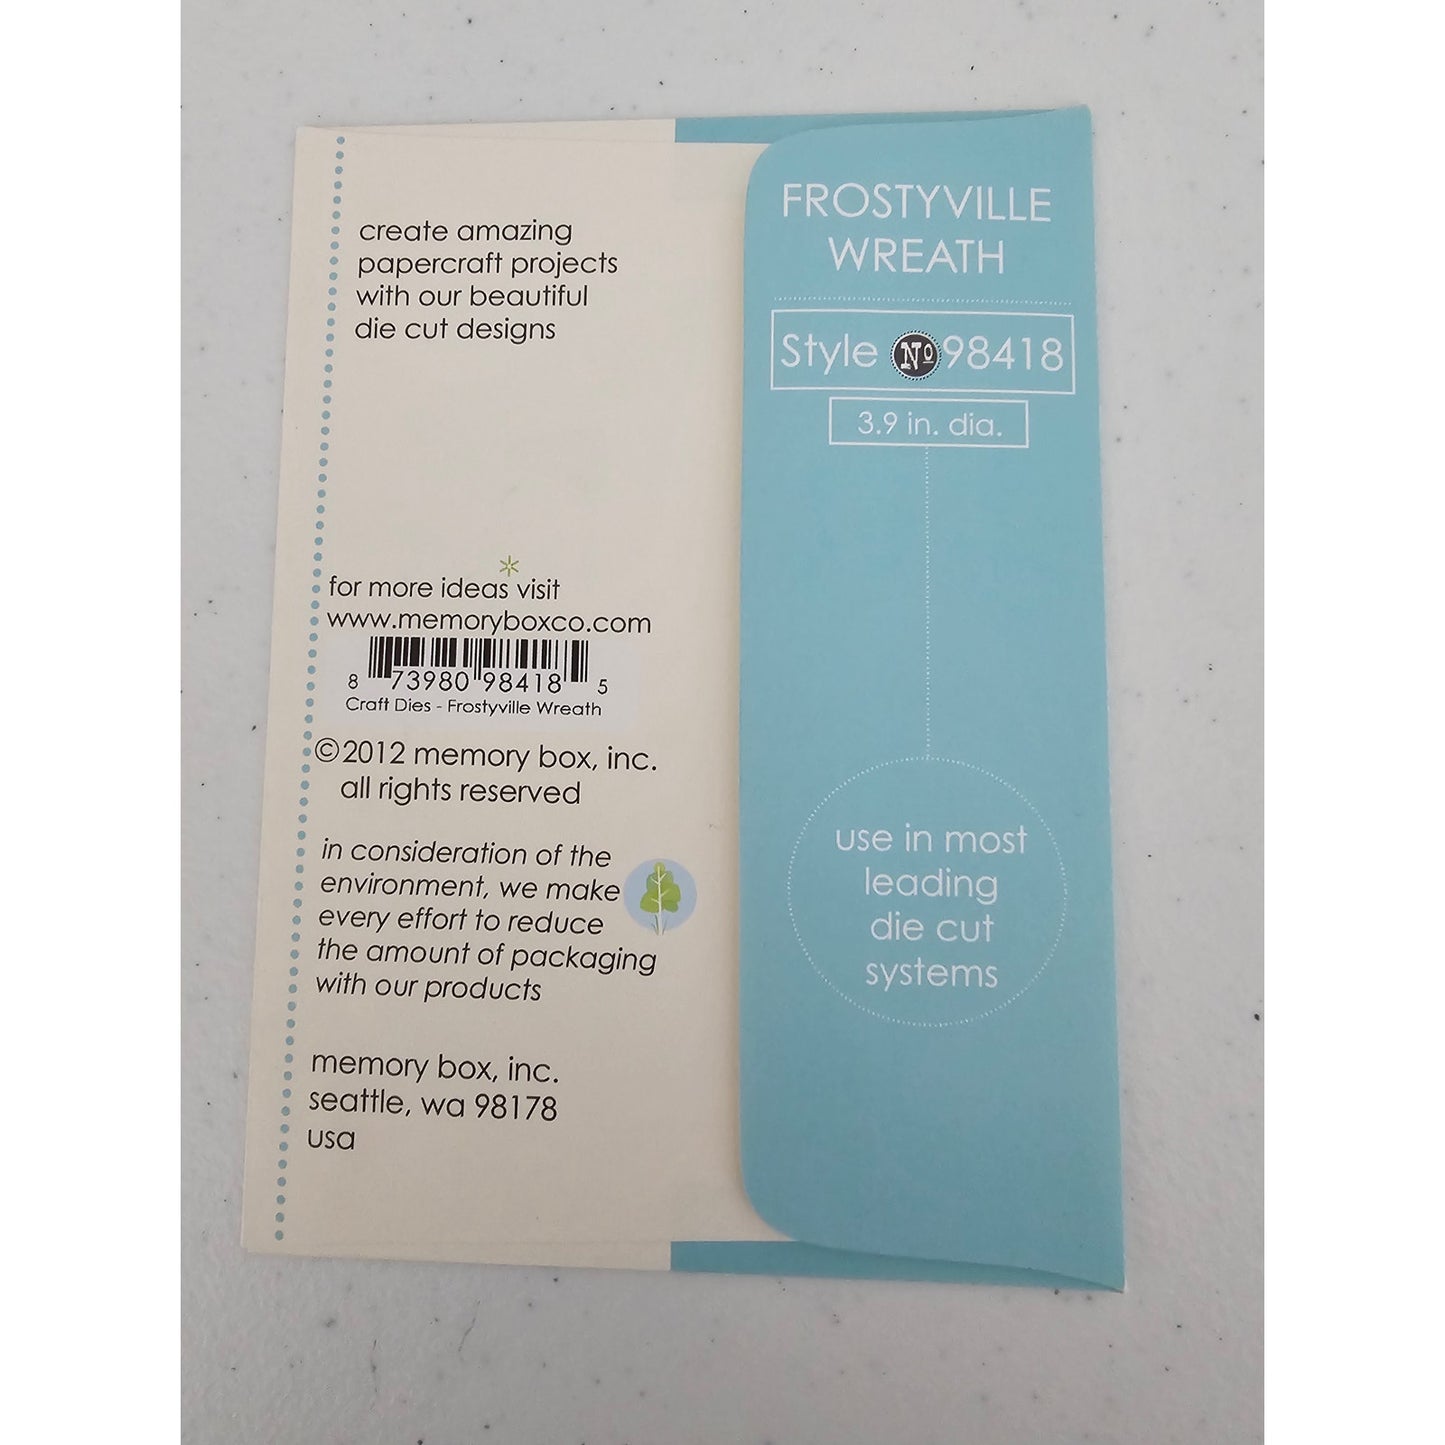 create amazing
papercraft projects
with our beautiful
die cut designs
for more ideas visit
www.memoryboxco.com
8 73980 98418 5
Craft Dies - Frostyville Wreath
©2012 memory box, inc.
all rights reserved
in consideration of the
environment, we make
every effort to reduce
the amount of packaging
with our products
memory box, inc.
seattle, wa 98178
usa
FROSTYVILLE
WREATH
Style Nº 98418
3.9 in. dia.
use in most
leading
die cut
systems